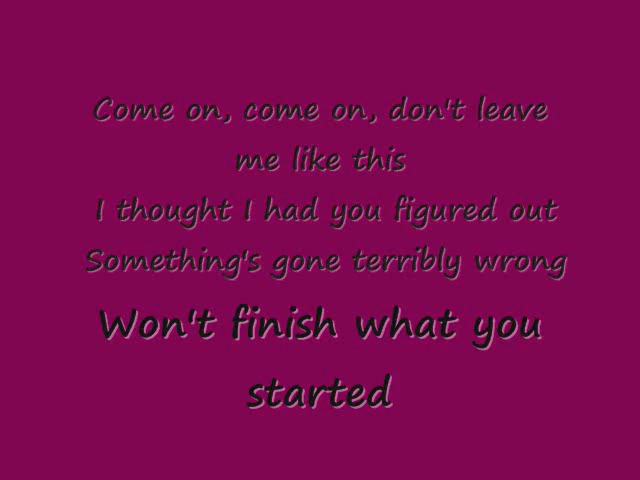 Come on, come on, don't leave
me like this
I thought I had you figured out
Something's gone terribly wrong
Won't finish what you
started